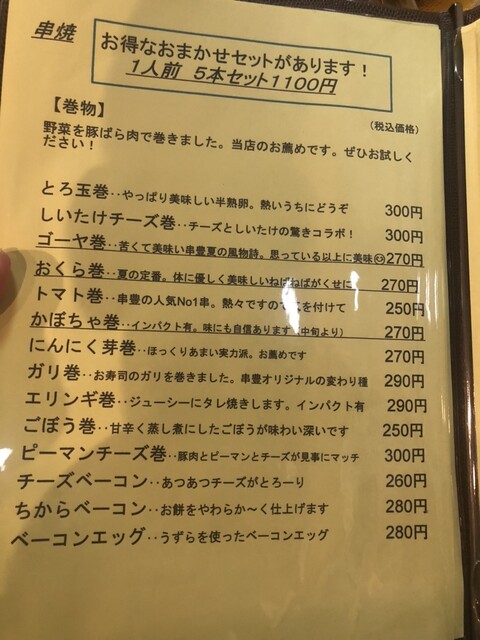 串焼
お得なおまかせセットがあります！
1人前 5本セット1100円
【巻物】
（税込価格）
野菜を豚ばら肉で巻きました。当店のお薦めです。ぜひお試しく
ださい！
とろ玉巻‥やっぱり美味しい半熟卵。熱いうちにどうぞ 300円
しいたけチーズ巻‥チーズとしいたけの驚きコラボ！ 300円
ゴーヤ巻‥苦くて美味い串豊夏の風物詩。思っている以上に美味 270円
おくら巻‥夏の定番。体に優しく美味しいねばねばがくせに 270円
トマト巻‥串豊の人気No1串。熱々ですので を付けて 250円
かぼちゃ巻‥インパクト有。味にも自信あります 中旬より） 270円
にんにく芽巻‥ほっくりあまい実力派。お薦めです 270円
ガリ巻‥お寿司のガリを巻きました。串豊オリジナルの変わり種 290円
エリンギ巻‥ジューシーにタレ焼きします。インパクト有 290円
ごぼう巻‥甘辛く蒸し煮にしたごぼうが味わい深いです 250円
ピーマンチーズ巻‥豚肉とピーマンとチーズが見事にマッチ 300円
チーズベーコン‥あつあつチーズがとろーり 260円
ちからベーコン‥お餅をやわらか～く仕上げます 280円
ベーコンエッグ‥うずらを使ったベーコンエッグ 280円